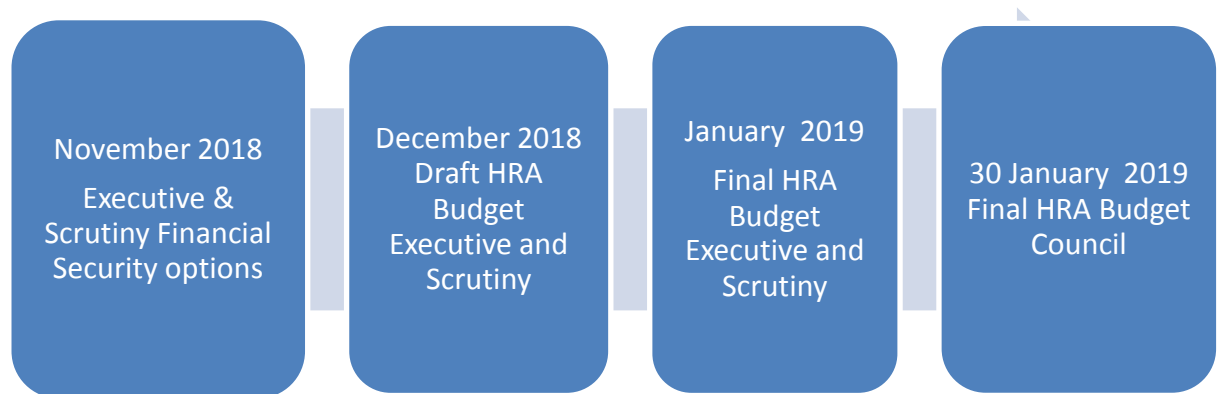 November 2018
Executive &
Scrutiny Financial
Security options
December 2018
Draft HRA
Budget
Executive and
Scrutiny
January 2019
Final HRA
Budget
Executive and
Scrutiny
30 January 2019
Final HRA Budget
Council